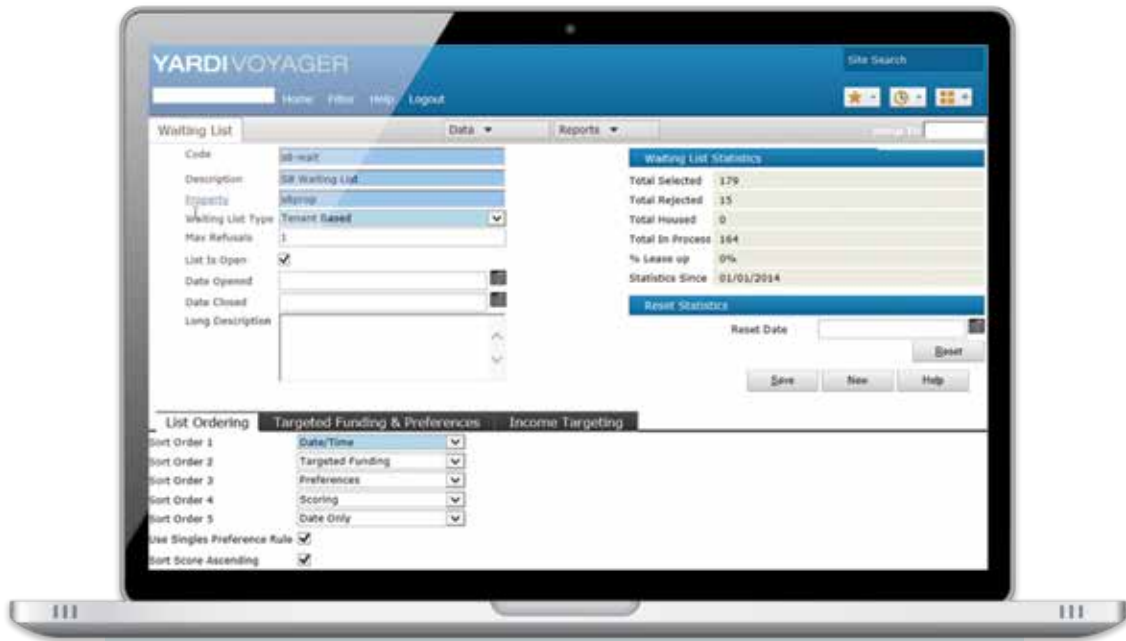 YARDI VOYAGER
Site Search
Home Filter Help Logout
Waiting List Data Reports
Code
Description S8 Waiting List
Property s8prop
Waiting List Type Tenant Based
Max Refusals 1
List Is Open
Date Opened
Date Closed
Long Description
Waiting List Statistics
Total Selected 179
Total Rejected 15
Total Housed 0
Total In Process 164
% Lease up 0%
Statistics Since 01/01/2014
Reset Statistics
Reset Date
Reset
Save New Help
List Ordering Targeted Funding & Preferences Income Targeting
Sort Order 1 Date/Time
Sort Order 2 Targeted Funding
Sort Order 3 Preferences
Sort Order 4 Scoring
Sort Order 5 Date Only
Use Singles Preference Rule
Sort Score Ascending